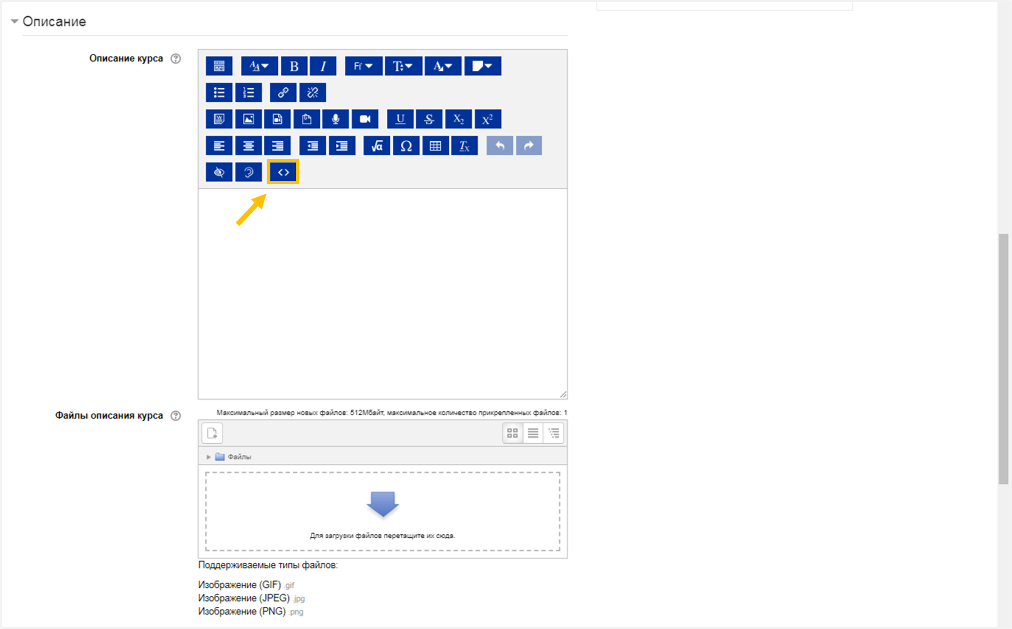 Описание
Описание курса
Файлы описания курса
Максимальный размер новых файлов: 512Мбайт, максимальное количество прикрепленных файлов: 1
Файлы
Для загрузки файлов перетащите их сюда.
Поддерживаемые типы файлов:
Изображение (GIF) .gif
Изображение (JPEG) .jpg
Изображение (PNG) .png